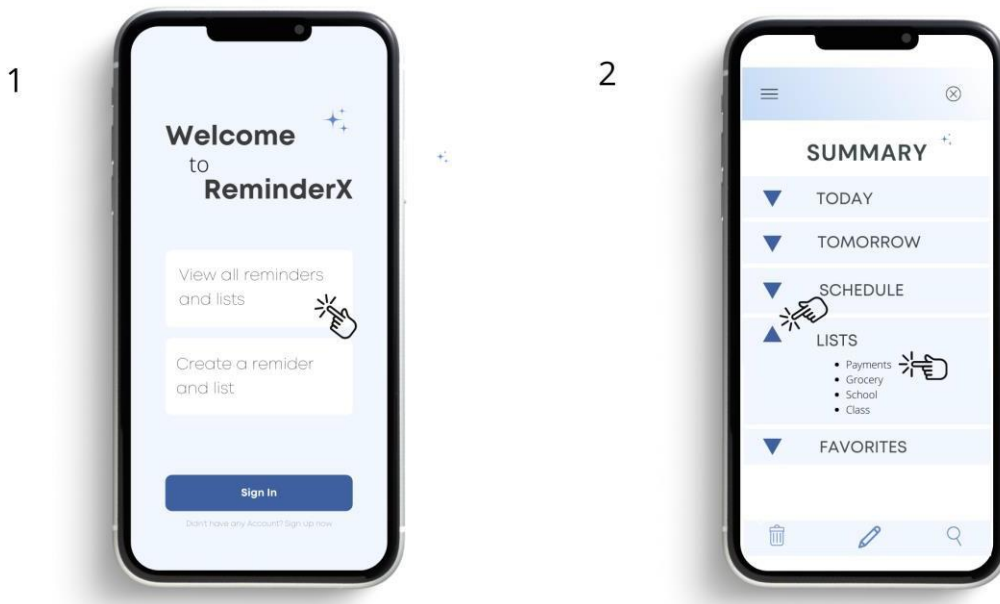 1
Welcome
to
ReminderX
View all reminders
and lists
Create a remider
and list
Sign In
Didn't have any Account? Sign up now
2
SUMMARY
TODAY
TOMORROW
SCHEDULE
LISTS
• Payments
• Grocery
• School
• Class
FAVORITES